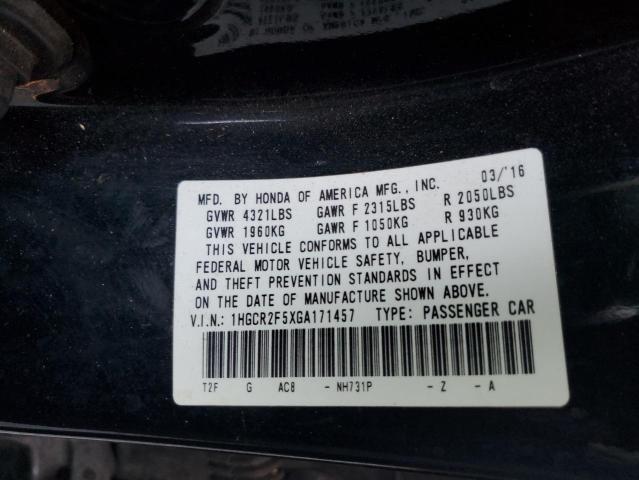 MFD. BY HONDA OF AMERICA MFG., INC. 03/'16
GVWR 4321LBS GAWR F 2315LBS R 2050LBS
GVWR 1960KG GAWR F 1050KG R 930KG
THIS VEHICLE CONFORMS TO ALL APPLICABLE
FEDERAL MOTOR VEHICLE SAFETY, BUMPER,
AND THEFT PREVENTION STANDARDS IN EFFECT
ON THE DATE OF MANUFACTURE SHOWN ABOVE.
V.I.N.: 1HGCR2F5XGA171457 TYPE: PASSENGER CAR
T2F G AC8 - NH731P - Z - A